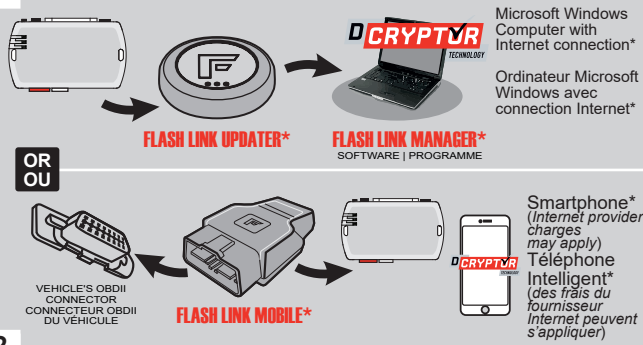 Microsoft Windows
Computer with
Internet connection*
Ordinateur Microsoft
Windows avec
connection Internet*
DCRYPTOR
TECHNOLOGY
FLASH LINK UPDATER*
FLASH LINK MANAGER*
SOFTWARE | PROGRAMME
OR
OU
VEHICLE'S OBDII
CONNECTOR
CONNECTEUR OBDII
DU VÉHICULE
FLASH LINK MOBILE*
DCRYPTOR
TECHNOLOGY
Smartphone*
(Internet provider
charges
may apply)
Téléphone
Intelligent*
(des frais du
fournisseur
Internet peuvent
s'appliquer)